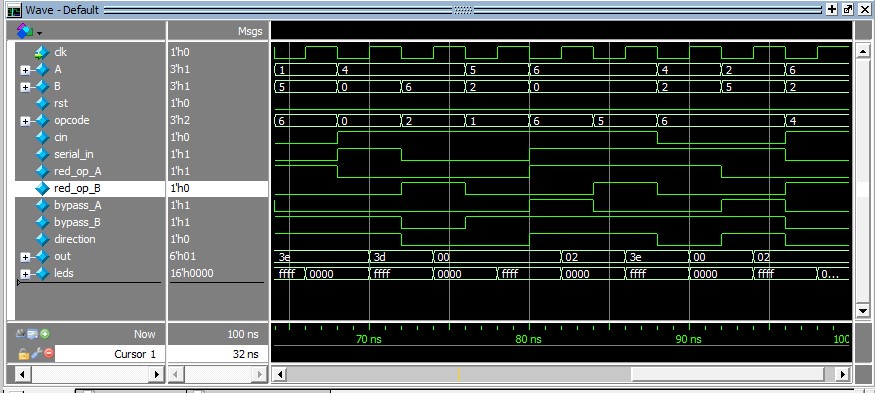 Wave - Default
Msgs
clk 1'h0
A 3'h1 1 4 5 6 4 2 6
B 3'h1 5 0 6 2 0 2 5 2
rst 1'h0
opcode 3'h2 6 0 2 1 6 5 6 4
cin 1'h0
serial_in 1'h1
red_op_A 1'h1
red_op_B 1'h0
bypass_A 1'h1
bypass_B 1'h1
direction 1'h0
out 6'h01 3e 3d 00 02 3e 00 02
leds 16'h0000 ffff 0000 ffff 0000 ffff 0000 ffff 0000 ffff 0...
Now 100 ns 70 ns 80 ns 90 ns 100
Cursor 1 32 ns